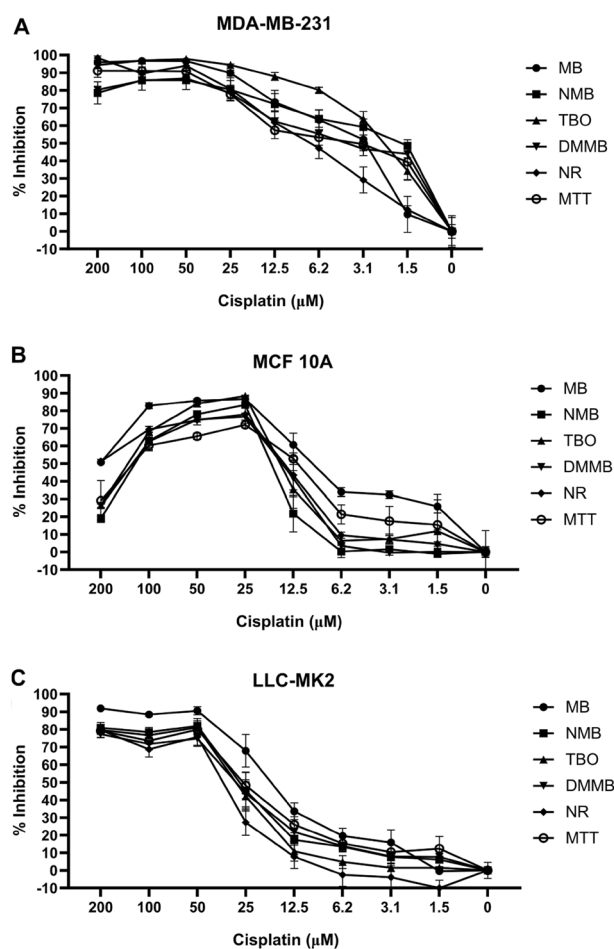 A
MDA-MB-231
% Inhibition
100
90
80
70
60
50
40
30
20
10
0
-10
200 100 50 25 12.5 6.2 3.1 1.5 0
Cisplatin (µM)
MB
NMB
TBO
DMMB
NR
MTT
B
MCF 10A
% Inhibition
100
90
80
70
60
50
40
30
20
10
0
-10
200 100 50 25 12.5 6.2 3.1 1.5 0
Cisplatin (µM)
MB
NMB
TBO
DMMB
NR
MTT
C
LLC-MK2
% Inhibition
100
90
80
70
60
50
40
30
20
10
0
-10
200 100 50 25 12.5 6.2 3.1 1.5 0
Cisplatin (µM)
MB
NMB
TBO
DMMB
NR
MTT